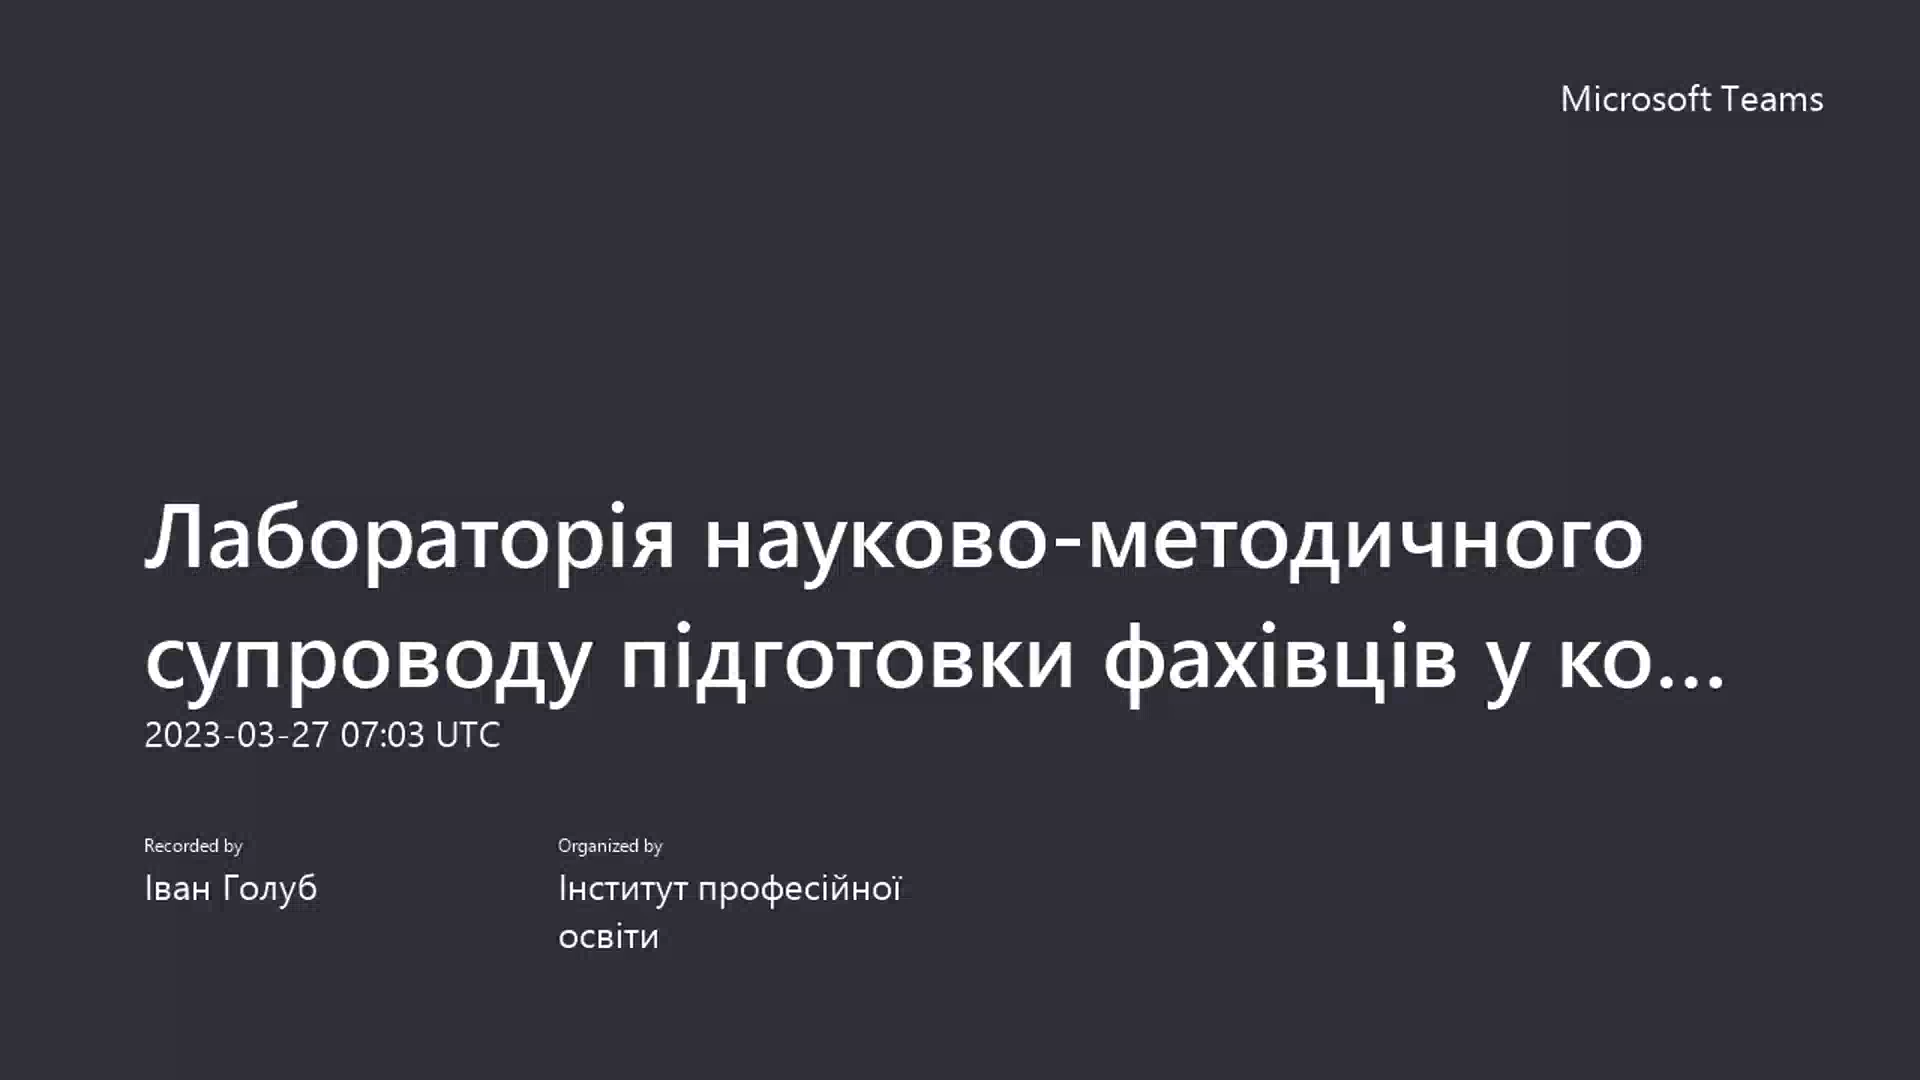 Microsoft Teams
Лабораторія науково-методичного
супроводу підготовки фахівців у ко...
2023-03-27 07:03 UTC
Recorded by
Іван Голуб
Organized by
Інститут професійної
освіти